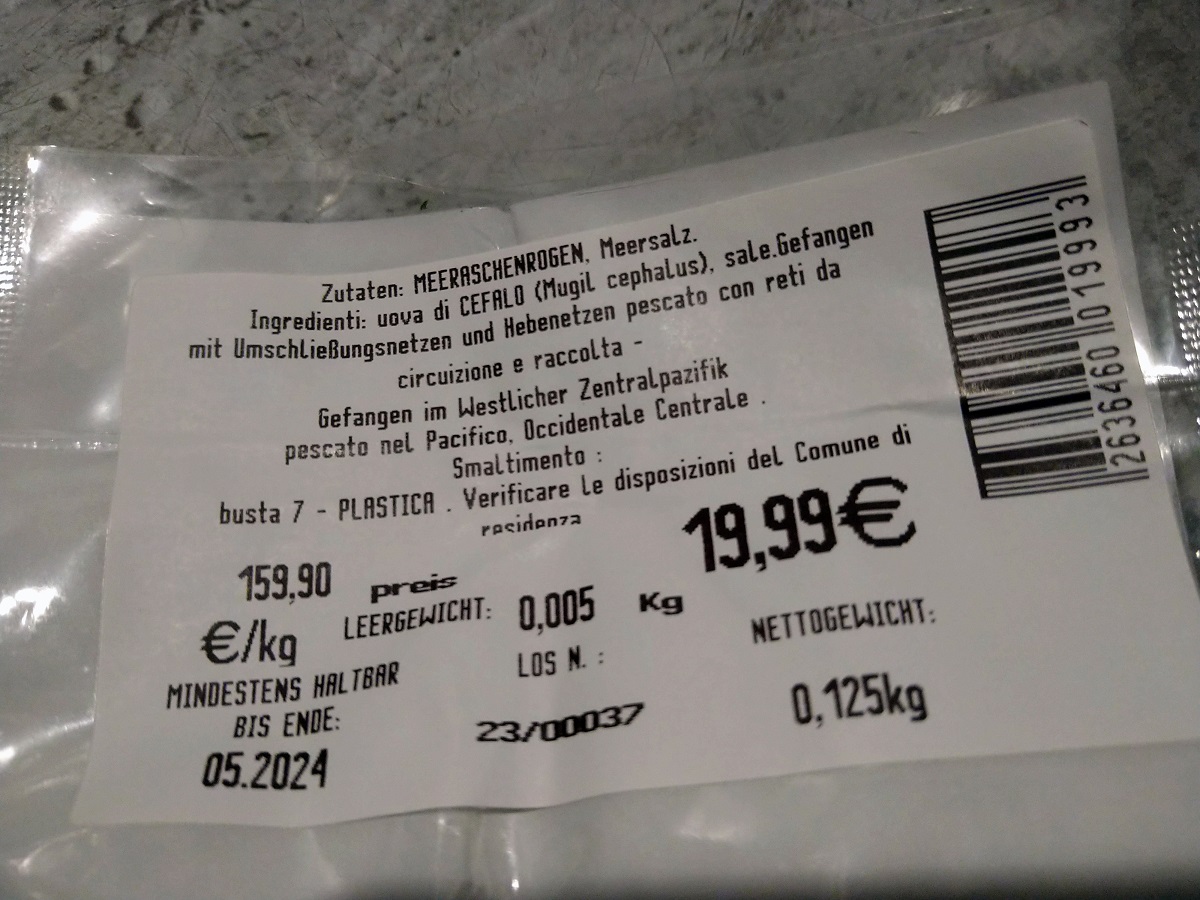 Zutaten: MEERASCHENROGEN, Meersalz.
Ingredienti: uova di CEFALO (Mugil cephalus), sale.Gefangen
mit Umschließungsnetzen und Hebenetzen pescato con reti da
circuizione e raccolta -
Gefangen im Westlicher Zentralpazifik
pescato nel Pacifico, Occidentale Centrale .
Smaltimento :
busta 7 - PLASTICA . Verificare le disposizioni del Comune di
residenza
159,90
€/kg
preis
19,99€
LEERGEWICHT: 0,005 Kg
NETTOGEWICHT:
0,125kg
MINDESTENS HALTBAR
BIS ENDE:
05.2024
LOS N. :
23/00037
2636460 019993